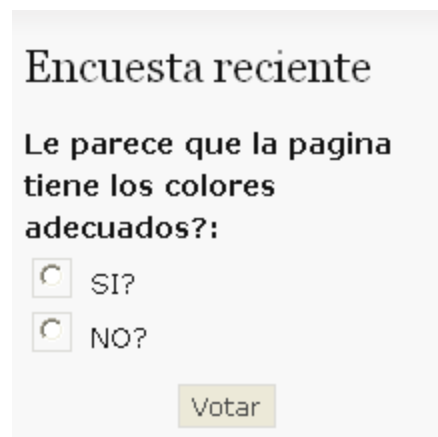 Encuesta reciente
Le parece que la pagina
tiene los colores
adecuados?:
SI?
NO?
Votar